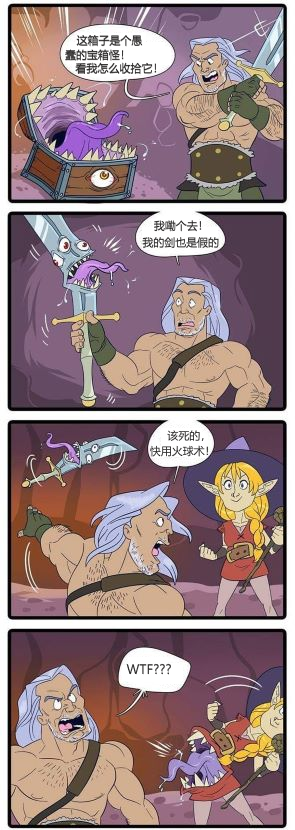 这箱子是个愚
蠢的宝箱怪！
看我怎么收拾它！
我嘞个去！
我的剑也是假的
该死的，
快用火球术！
WTF???